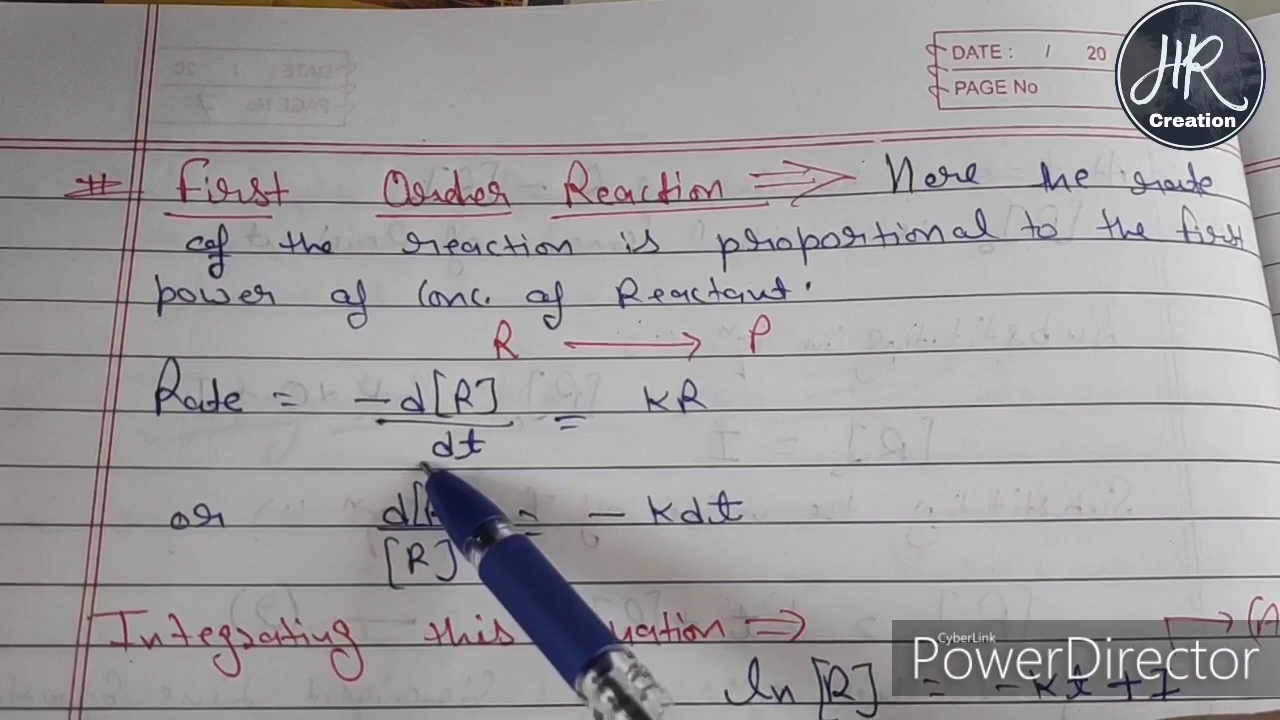 DATE : / 20
PAGE No
HR
Creation
# First Order Reaction ⇒ Here the rate
of the reaction is proportional to the first
power of Conc. of Reactant.
R → P
Rate = -d[R]/dt = KR
or d[ /[R] = - Kdt
Integrating this ⇒
ln [R] = -Kt + I
→ (A
CyberLink
PowerDirector